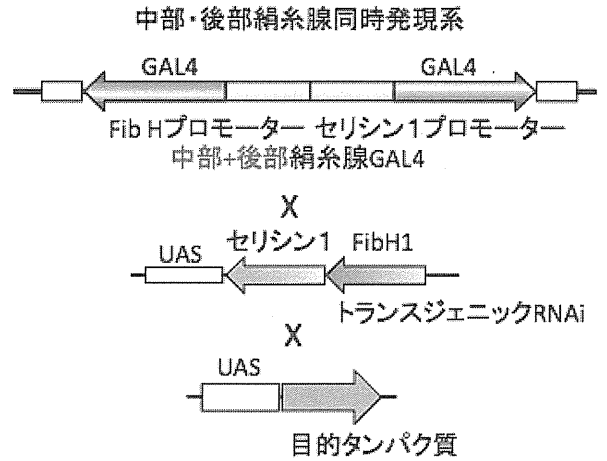 中部・後部絹糸腺同時発現系
GAL4 GAL4
Fib Hプロモーター セリシン1プロモーター
中部+後部絹糸腺GAL4
X
UAS セリシン1 FibH1
トランスジェニックRNAi
X
UAS
目的タンパク質